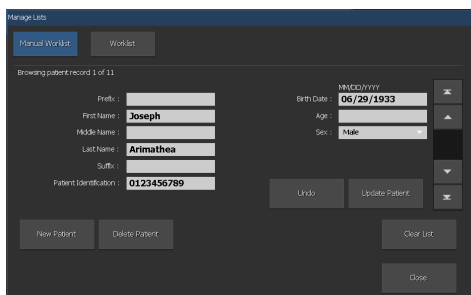 Manage Lists
Manual Worklist Worklist
Browsing patient record 1 of 11
MM/DD/YYYY
Prefix : Birth Date : 06/29/1933
First Name : Joseph Age :
Middle Name : Sex : Male
Last Name : Arimathea
Suffix :
Patient Identification : 0123456789
Undo Update Patient
New Patient Delete Patient Clear List
Close